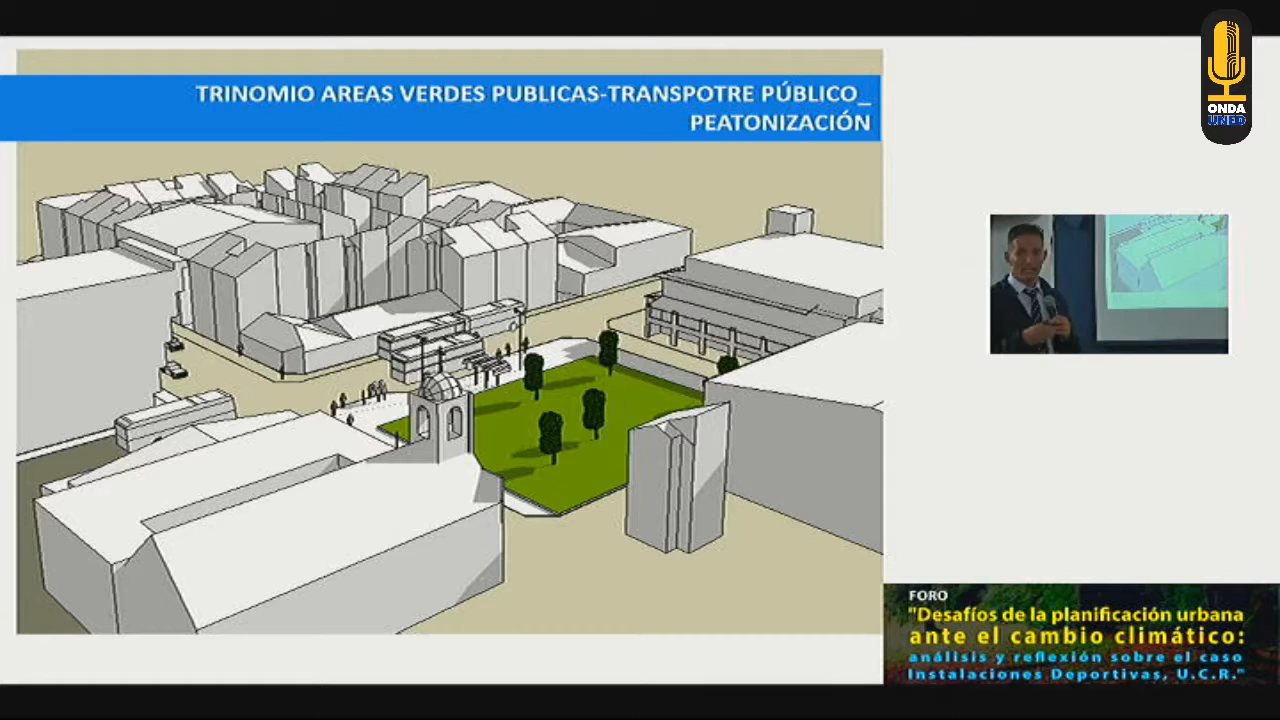 TRINOMIO AREAS VERDES PUBLICAS-TRANSPOTRE PÚBLICO_
PEATONIZACIÓN
ONDA
UNED
FORO
"Desafíos de la planificación urbana
ante el cambio climático:
análisis y reflexión sobre el caso
Instalaciones Deportivas, U.C.R."